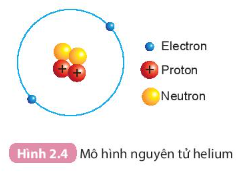 Electron
Proton
Neutron
+ +
Hình 2.4 Mô hình nguyên tử helium